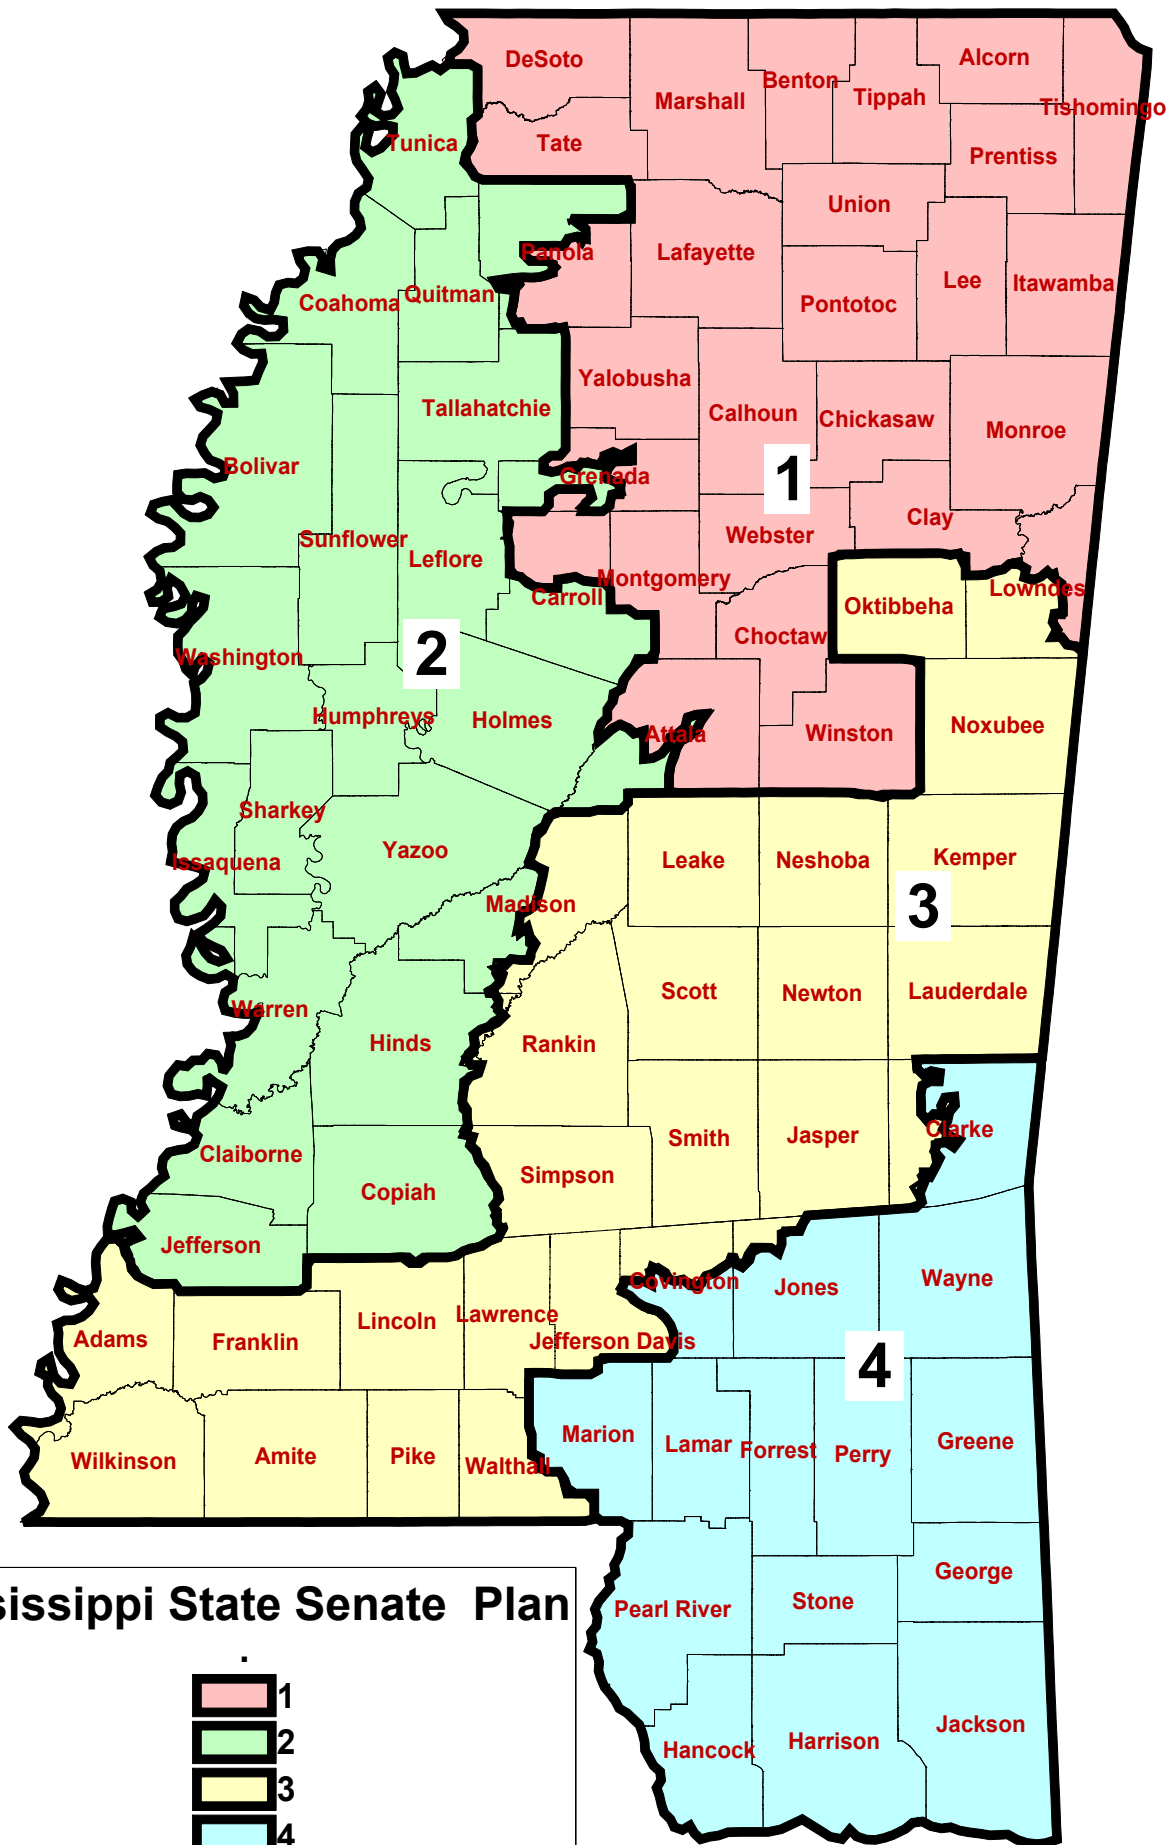 DeSoto
Alcorn
Benton
Marshall
Tippah
Tishomingo
Tunica
Tate
Prentiss
Union
Panola
Lafayette
Lee
Itawamba
Coahoma
Quitman
Pontotoc
Yalobusha
Tallahatchie
Calhoun
Chickasaw
Monroe
Bolivar
Grenada
1
Clay
Sunflower
Webster
Leflore
Montgomery
Lowndes
Carroll
Oktibbeha
Choctaw
2
Washington
Humphreys
Holmes
Attala
Winston
Noxubee
Sharkey
Yazoo
Issaquena
Leake
Neshoba
Kemper
Madison
3
Scott
Newton
Lauderdale
Warren
Hinds
Rankin
Smith
Jasper
Clarke
Claiborne
Simpson
Copiah
Jefferson
Covington
Jones
Wayne
Lincoln
Lawrence
Adams
Franklin
Jefferson Davis
4
Marion
Lamar
Forrest
Perry
Greene
Wilkinson
Amite
Pike
Walthall
George
Stone
Pearl River
Jackson
Harrison
Hancock
sissippi State Senate Plan
.
1
2
3
4